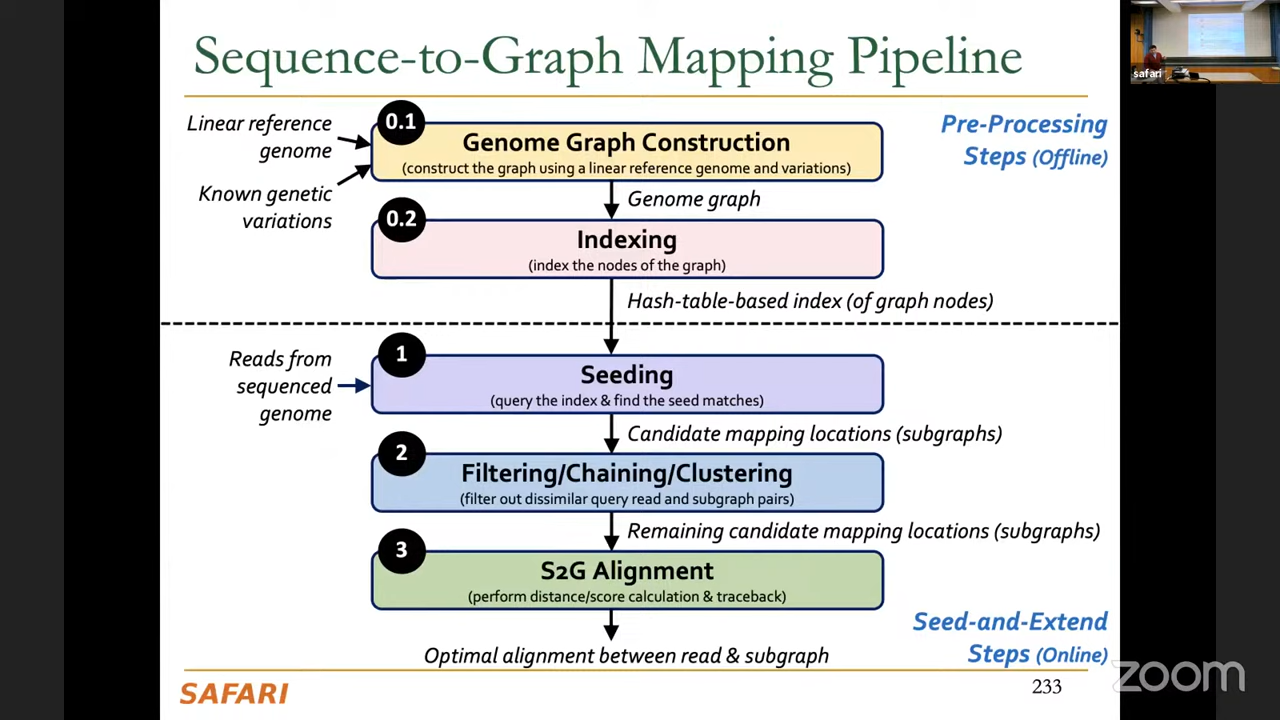 Sequence-to-Graph Mapping Pipeline
safari
Linear reference
genome
Known genetic
variations
0.1
Genome Graph Construction
(construct the graph using a linear reference genome and variations)
Pre-Processing
Steps (Offline)
Genome graph
0.2
Indexing
(index the nodes of the graph)
Hash-table-based index (of graph nodes)
Reads from
sequenced
genome
1
Seeding
(query the index & find the seed matches)
Candidate mapping locations (subgraphs)
2
Filtering/Chaining/Clustering
(filter out dissimilar query read and subgraph pairs)
Remaining candidate mapping locations (subgraphs)
3
S2G Alignment
(perform distance/score calculation & traceback)
Seed-and-Extend
Steps (Online)
Optimal alignment between read & subgraph
SAFARI
233
zoom